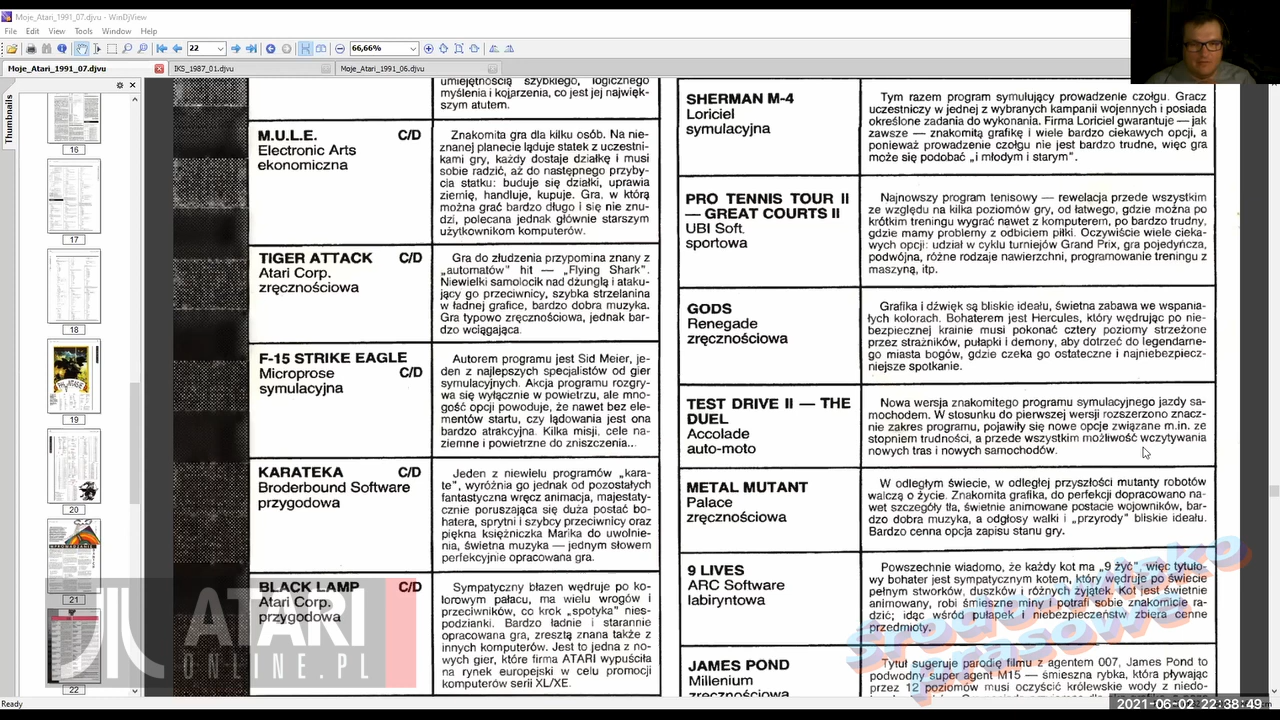 Moje_Atari_1991_07.djvu - WinDjView
File Edit View Tools Window Help
22
66,66%
Moje_Atari_1991_07.djvu
IKS_1987_01.djvu
Moje_Atari_1991_06.djvu
Thumbnails
16
17
18
19
20
21
22
umiejętnością szybkiego, logicznego
myślenia i kojarzenia, co jest jej najwięk-
szym atutem.
M.U.L.E. C/D
Electronic Arts
ekonomiczna
Znakomita gra dla kilku osób. Na nie-
znanej planecie ląduje statek z uczestni-
kami gry, każdy dostaje działkę i musi
sobie radzić, aż do następnego przyby-
cia statku: buduje się działki, uprawia
ziemię, handluje, kupuje. Gra, w którą
można grać bardzo długo i się nie znu-
dzi, polecana jednak głównie starszym
użytkownikom komputerów.
TIGER ATTACK C/D
Atari Corp.
zręcznościowa
Gra do złudzenia przypomina znany z
„automatów" hit — „Flying Shark".
Niewielki samolocik nad dżunglą i ataku-
jący go przeciwnicy, szybka strzelanina
w ładnej grafice, bardzo dobra muzyka.
Gra typowo zręcznościowa, jednak bar-
dzo wciągająca.
F-15 STRIKE EAGLE
Microprose C/D
symulacyjna
Autorem programu jest Sid Meier, je-
den z najlepszych specjalistów od gier
symulacyjnych. Akcja programu rozgry-
wa się wyłącznie w powietrzu, ale mno-
gość opcji powoduje, że nawet bez ele-
mentów startu, czy lądowania jest ona
bardzo atrakcyjna. Kilka misji, cele na-
ziemne i powietrzne do zniszczenia...
KARATEKA C/D
Broderbound Software
przygodowa
Jeden z niewielu programów „kara-
te", wyróżnia go jednak od pozostałych
fantastyczna wręcz animacja, majestaty-
cznie poruszająca się duża postać bo-
hatera, sprytni i szybcy przeciwnicy oraz
piękna księżniczka Marika do uwolnie-
nia, świetna muzyka — jednym słowem
perfekcyjnie opracowana gra.
BLACK LAMP C/D
Atari Corp.
przygodowa
Sympatyczny błazen wędruje po ko-
lorowym pałacu, ma wielu wrogów i
przeciwników, co krok „spotyka" nies-
podzianki. Bardzo ładnie i starannie
opracowana gra, zresztą znana także z
innych komputerów. Jest to jedna z no-
wych gier, które firma ATARI wypuściła
na rynek europejski w celu promocji
komputerów serii XL/XE.
SHERMAN M-4
Loriciel
symulacyjna
Tym razem program symulujący prowadzenie czołgu. Gracz
uczestniczy w jednej z wybranych kampanii wojennych i posiada
określone zadania do wykonania. Firma Loriciel gwarantuje — jak
zawsze — znakomitą grafikę i wiele bardzo ciekawych opcji, a
ponieważ prowadzenie czołgu nie jest bardzo trudne, więc gra
może się podobać „i młodym i starym".
PRO TENNIS TOUR II
— GREAT COURTS II
UBI Soft.
sportowa
Najnowszy program tenisowy — rewelacja przede wszystkim
ze względu na kilka poziomów gry, od łatwego, gdzie można po
krótkim treningu wygrać nawet z komputerem, po bardzo trudny,
gdzie mamy problemy z odbiciem piłki. Oczywiście wiele cieka-
wych opcji: udział w cyklu turniejów Grand Prix, gra pojedyńcza,
podwójna, różne rodzaje nawierzchni, programowanie treningu z
maszyną, itp.
GODS
Renegade
zręcznościowa
Grafika i dźwięk są bliskie ideału, świetna zabawa we wspania-
łych kolorach. Bohaterem jest Hercules, który wędrując po nie-
bezpiecznej krainie musi pokonać cztery poziomy strzeżone
przez strażników, pułapki i demony, aby dotrzeć do legendarne-
go miasta bogów, gdzie czeka go ostateczne i najniebezpiecz-
niejsze spotkanie.
TEST DRIVE II — THE
DUEL
Accolade
auto-moto
Nowa wersja znakomitego programu symulacyjnego jazdy sa-
mochodem. W stosunku do pierwszej wersji rozszerzono znacz-
nie zakres programu, pojawiły się nowe opcje związane m.in. ze
stopniem trudności, a przede wszystkim możliwość wczytywania
nowych tras i nowych samochodów.
METAL MUTANT
Palace
zręcznościowa
W odległym świecie, w odległej przyszłości mutanty robotów
walczą o życie. Znakomita grafika, do perfekcji dopracowano na-
wet szczegóły tła, świetnie animowane postacie wojowników, bar-
dzo dobra muzyka, a odgłosy walki i „przyrody" bliskie ideału.
Bardzo cenna opcja zapisu stanu gry.
9 LIVES
ARC Software
labiryntowa
Powszechnie wiadomo, że każdy kot ma „9 żyć", więc tytuło-
wy bohater jest sympatycznym kotem, który wędruje po świecie
pełnym stworków, duszków i różnych żyjątek. Kot jest świetnie
animowany, robi śmieszne miny i potrafi sobie znakomicie ra-
dzić; idąc wśród pułapek i niebezpieczeństw zbiera cenne
przedmioty.
JAMES POND
Millenium
zręcznościowa
Tytuł sugeruje parodię filmu z agentem 007, James Pond to
podwodny super agent M15 — śmieszna rybka, która pływając
przez 12 poziomów musi oczyścić królewskie wody z niedo-
ATARI
ONLINE.PL
Ready
2021-06-02 22:38:49